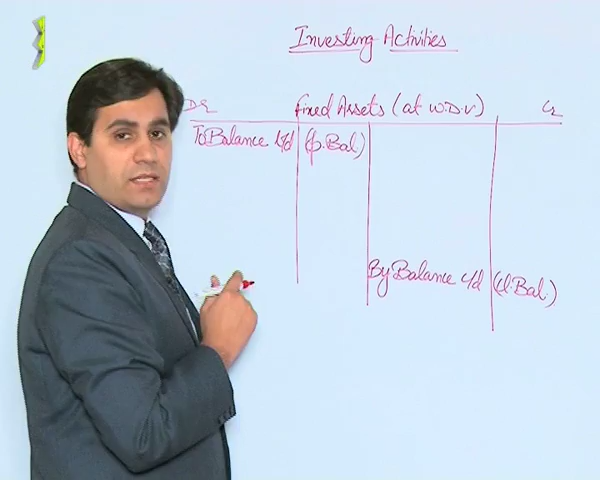 Investing Activities
Dr Fixed Assets (at W.D.V) Cr
To Balance b/d (p.Bal)
By Balance c/d (cl.Bal.)